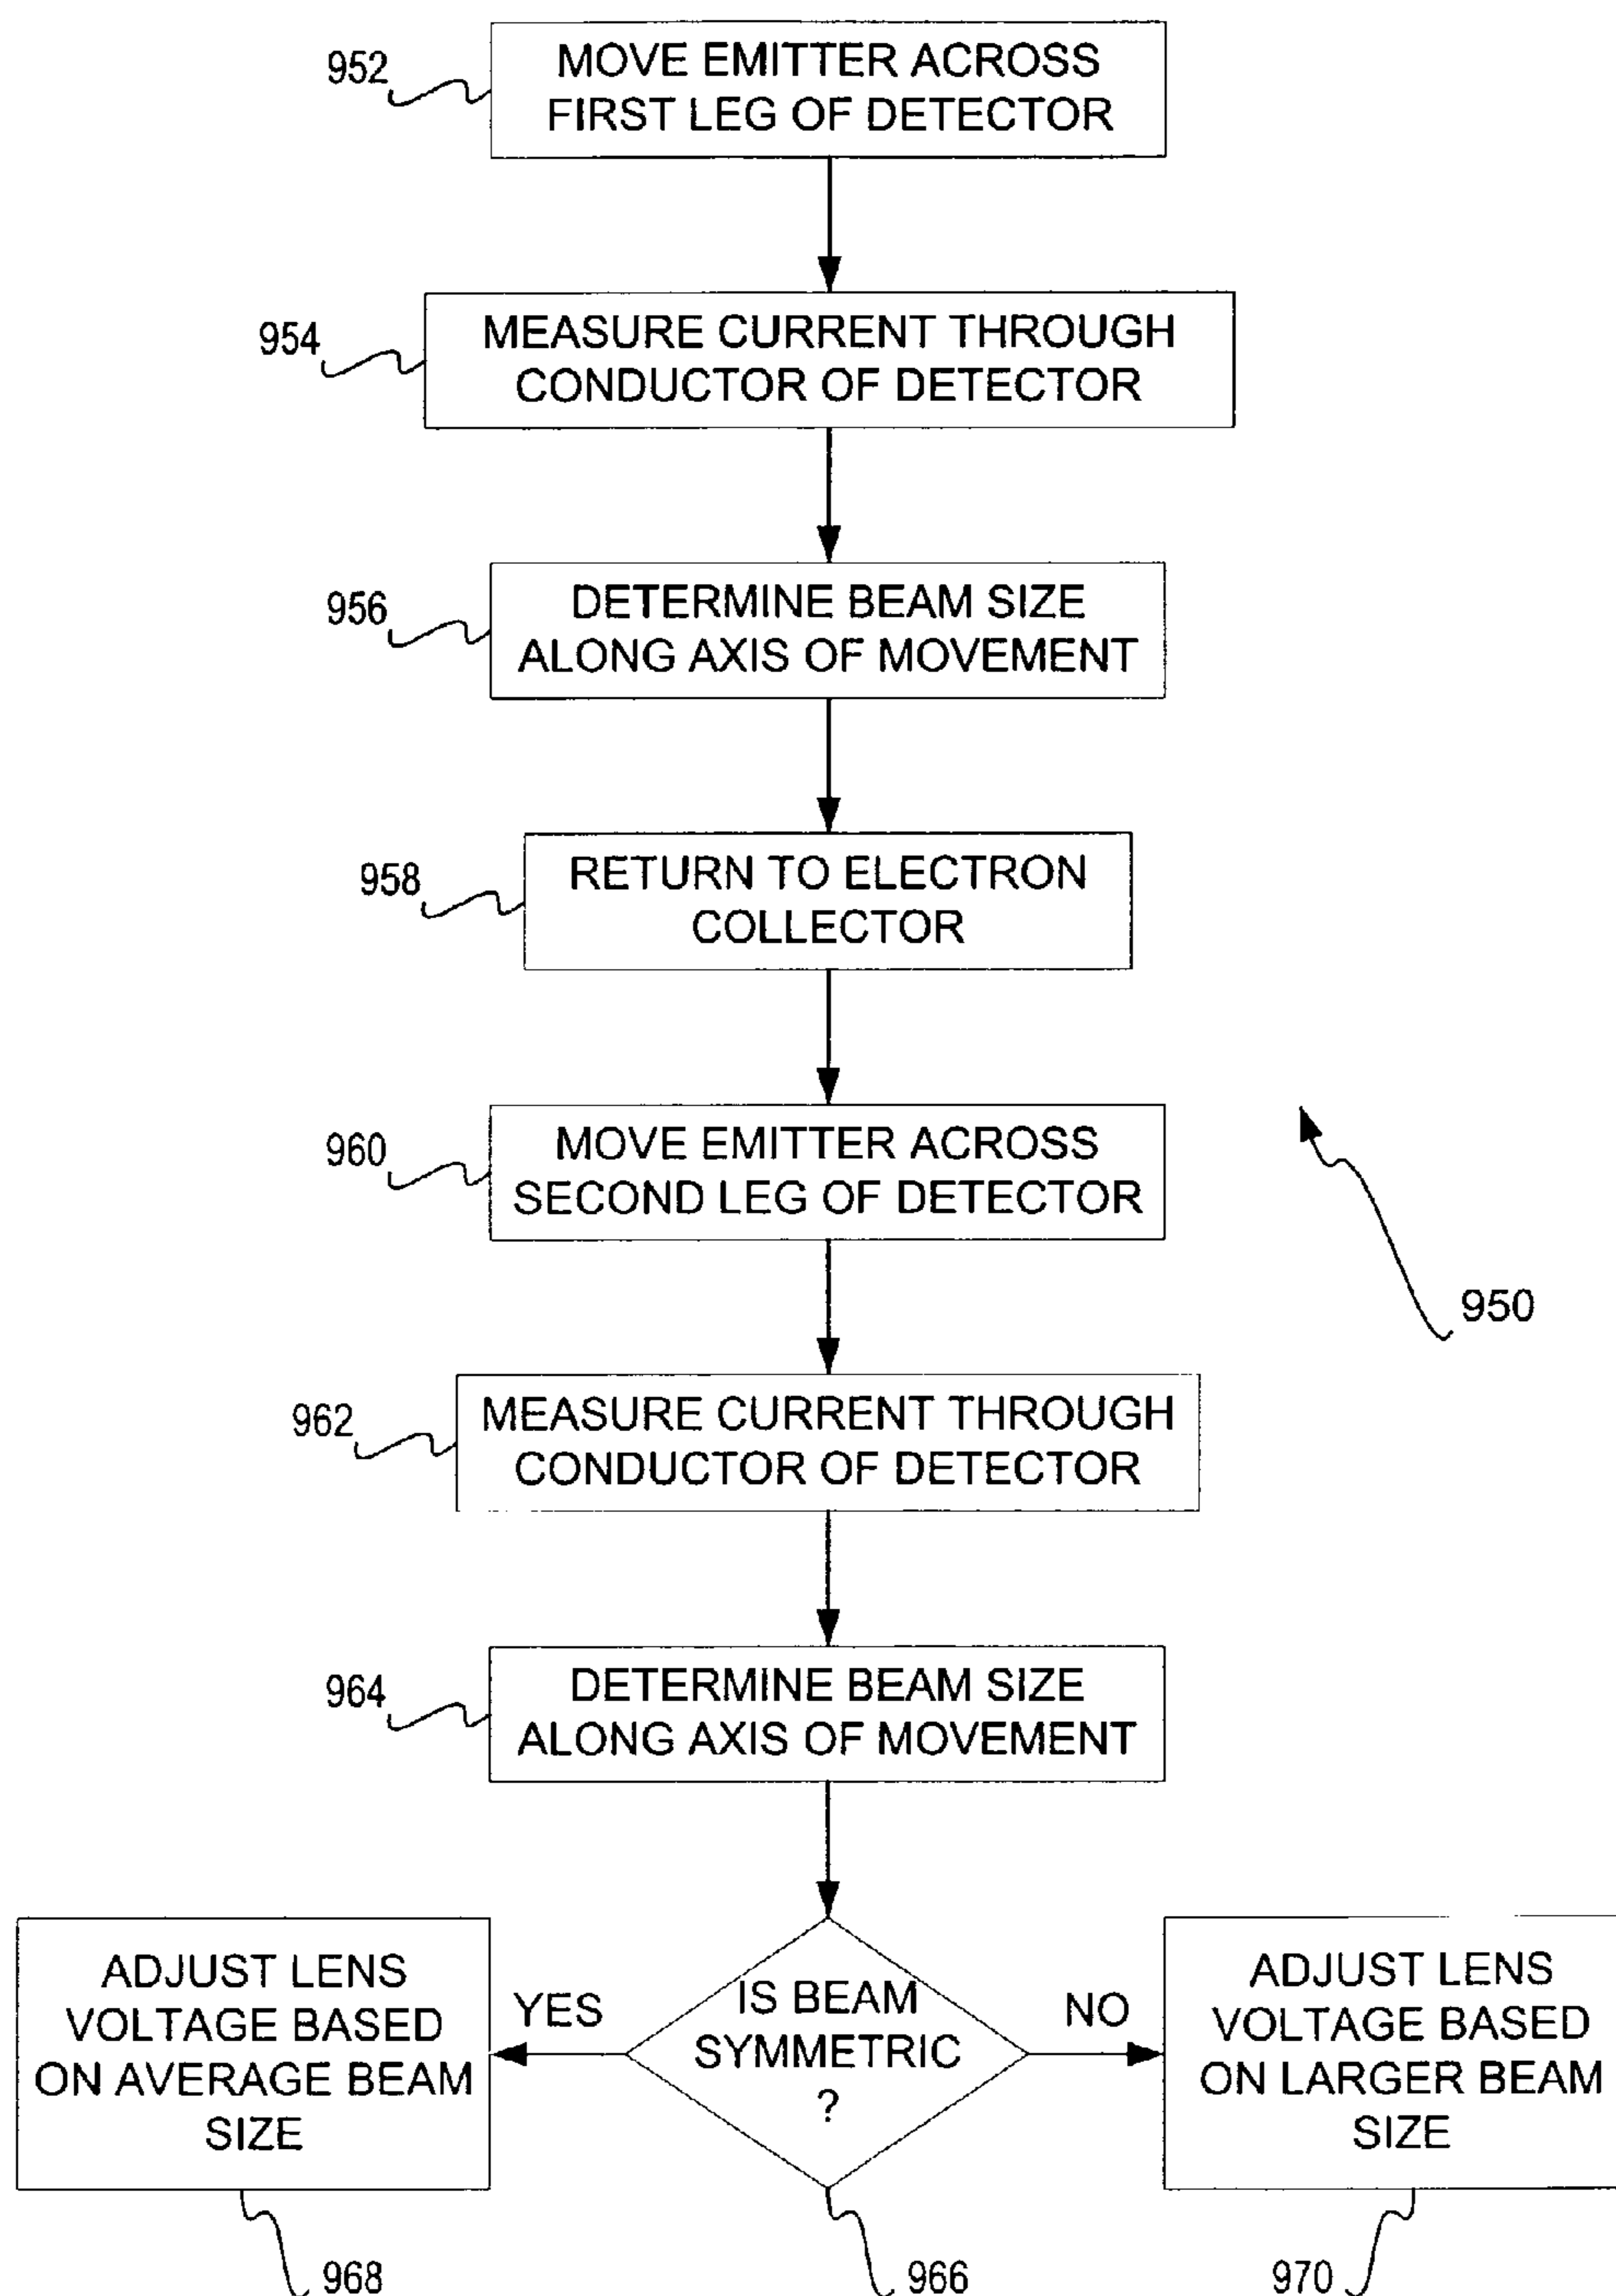 952
MOVE EMITTER ACROSS
FIRST LEG OF DETECTOR
954
MEASURE CURRENT THROUGH
CONDUCTOR OF DETECTOR
956
DETERMINE BEAM SIZE
ALONG AXIS OF MOVEMENT
958
RETURN TO ELECTRON
COLLECTOR
960
MOVE EMITTER ACROSS
SECOND LEG OF DETECTOR
950
962
MEASURE CURRENT THROUGH
CONDUCTOR OF DETECTOR
964
DETERMINE BEAM SIZE
ALONG AXIS OF MOVEMENT
ADJUST LENS
VOLTAGE BASED
ON AVERAGE BEAM
SIZE
YES
IS BEAM
SYMMETRIC
?
NO
ADJUST LENS
VOLTAGE BASED
ON LARGER BEAM
SIZE
968
966
970